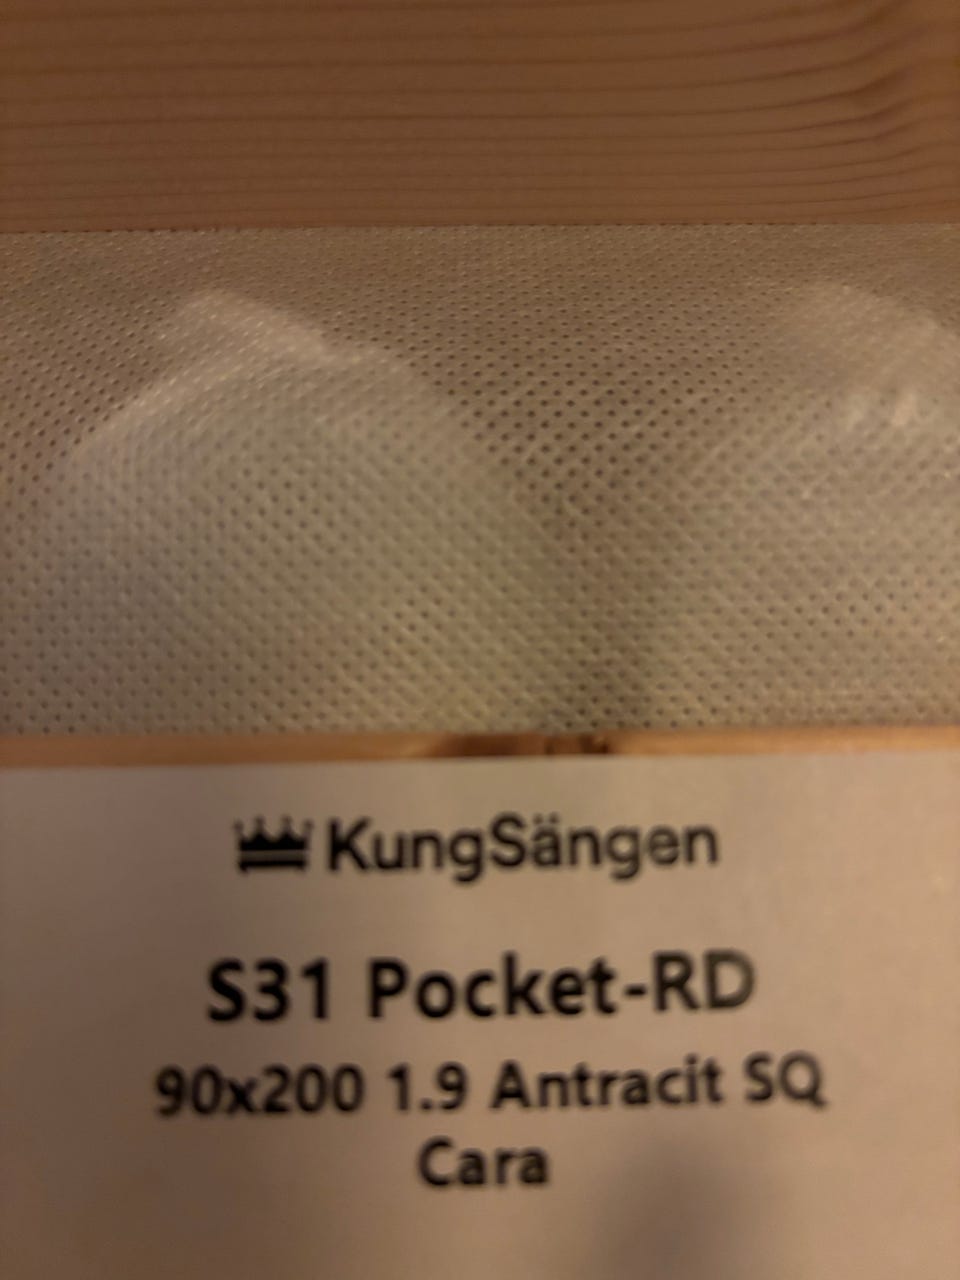 KungSängen
S31 Pocket-RD
90x200 1.9 Antracit SQ
Cara